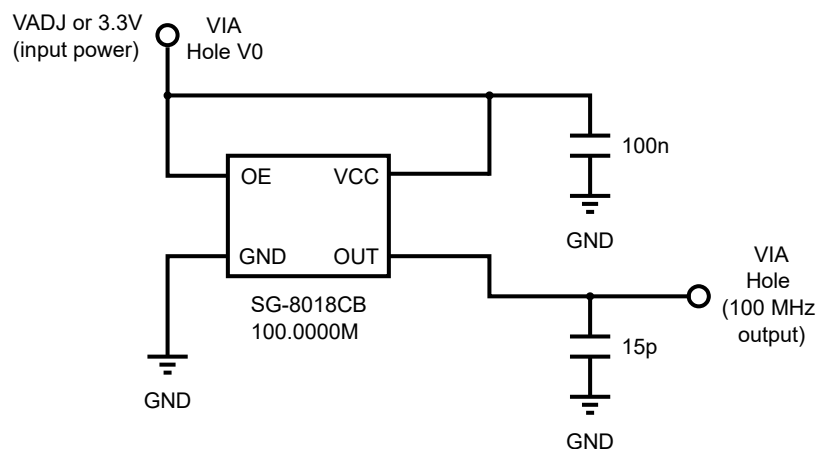 VADJ or 3.3V
(input power)
VIA
Hole V0
100n
GND
OE
VCC
GND
OUT
SG-8018CB
100.0000M
GND
VIA
Hole
(100 MHz
output)
15p
GND